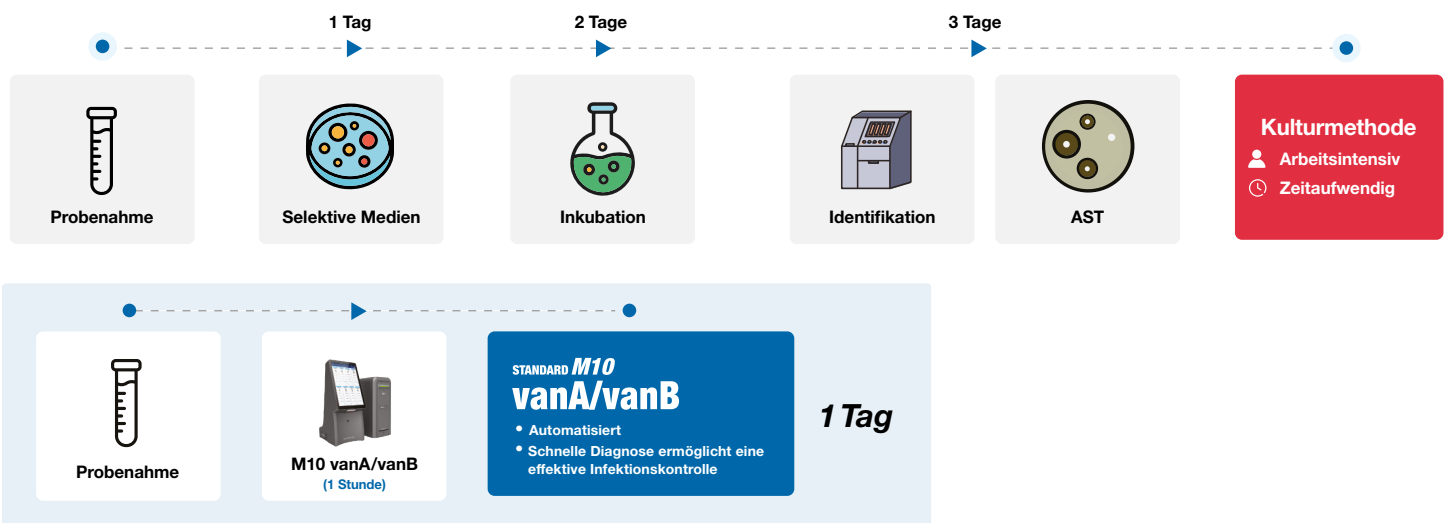 1 Tag
2 Tage
3 Tage
Probenahme
Selektive Medien
Inkubation
Identifikation
AST
Kulturmethode
Arbeitsintensiv
Zeitaufwendig
Probenahme
M10 vanA/vanB
(1 Stunde)
STANDARD M10
vanA/vanB
• Automatisiert
• Schnelle Diagnose ermöglicht eine
effektive Infektionskontrolle
1 Tag